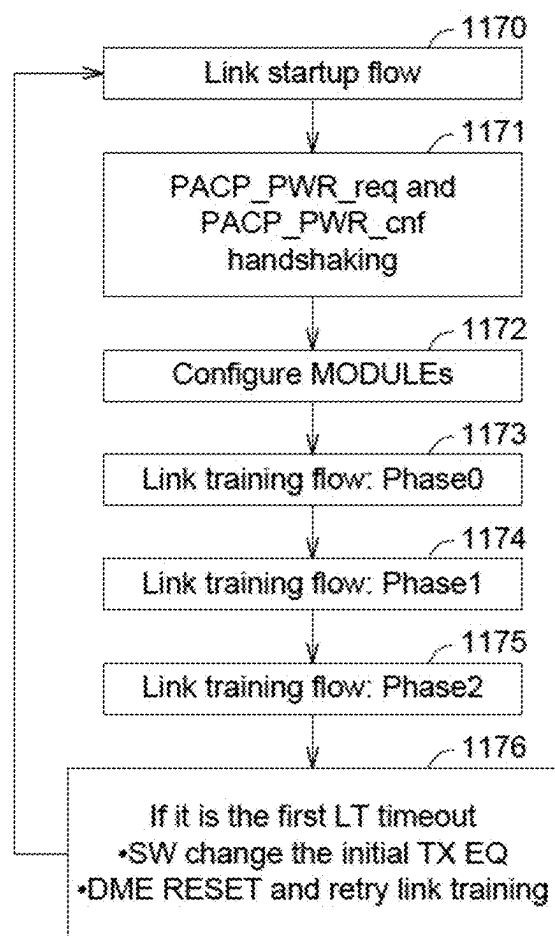 1170
Link startup flow
1171
PACP_PWR_req and
PACP_PWR_cnf
handshaking
1172
Configure MODULEs
1173
Link training flow: Phase0
1174
Link training flow: Phase1
1175
Link training flow: Phase2
1176
If it is the first LT timeout
•SW change the initial TX EQ
•DME RESET and retry link training